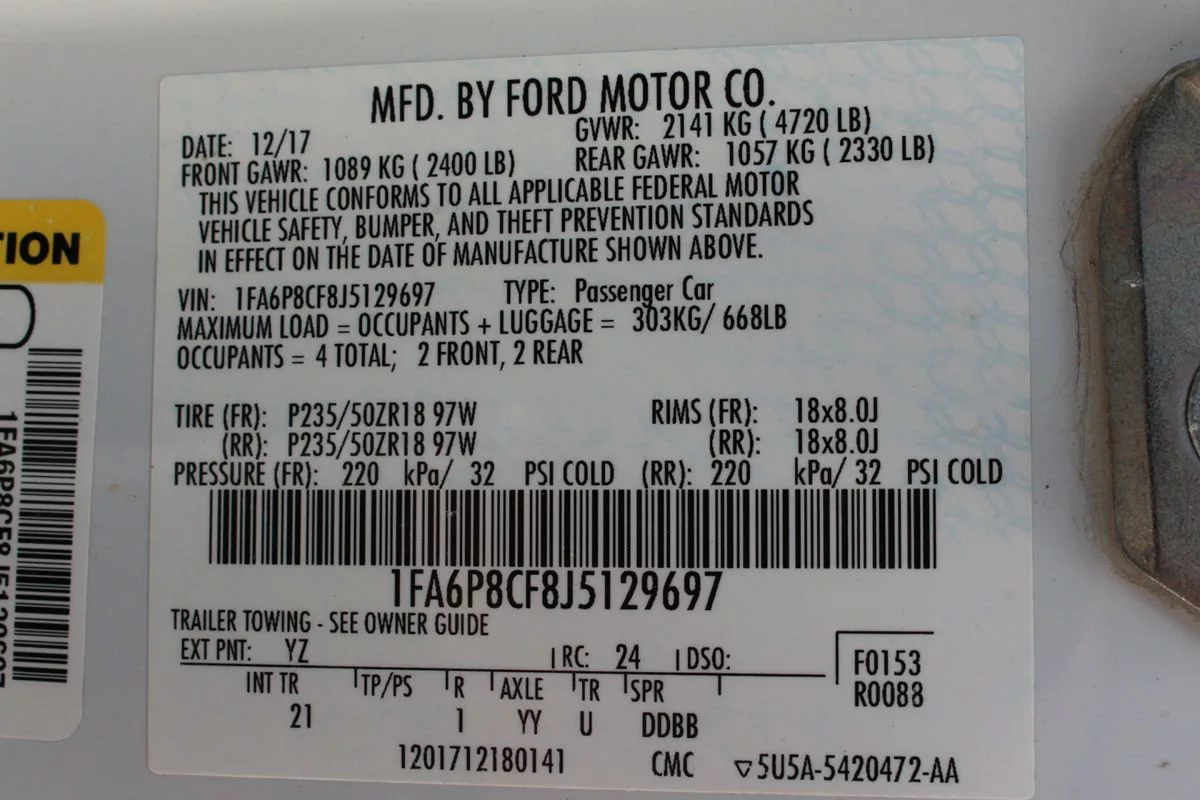 MFD. BY FORD MOTOR CO.
DATE: 12/17 GVWR: 2141 KG ( 4720 LB)
FRONT GAWR: 1089 KG ( 2400 LB) REAR GAWR: 1057 KG ( 2330 LB)
THIS VEHICLE CONFORMS TO ALL APPLICABLE FEDERAL MOTOR
VEHICLE SAFETY, BUMPER, AND THEFT PREVENTION STANDARDS
IN EFFECT ON THE DATE OF MANUFACTURE SHOWN ABOVE.
VIN: 1FA6P8CF8J5129697 TYPE: Passenger Car
MAXIMUM LOAD = OCCUPANTS + LUGGAGE = 303KG/ 668LB
OCCUPANTS = 4 TOTAL; 2 FRONT, 2 REAR
TIRE (FR): P235/50ZR18 97W RIMS (FR): 18x8.0J
(RR): P235/50ZR18 97W (RR): 18x8.0J
PRESSURE (FR): 220 kPa/ 32 PSI COLD (RR): 220 kPa/ 32 PSI COLD
1FA6P8CF8J5129697
TRAILER TOWING - SEE OWNER GUIDE
EXT PNT: YZ RC: 24 DSO: F0153
INT TR TP/PS R AXLE TR SPR R0088
21 1 YY U DDBB
1201712180141 CMC ▽5U5A-5420472-AA
TION
1FA6P8CF8J5129697